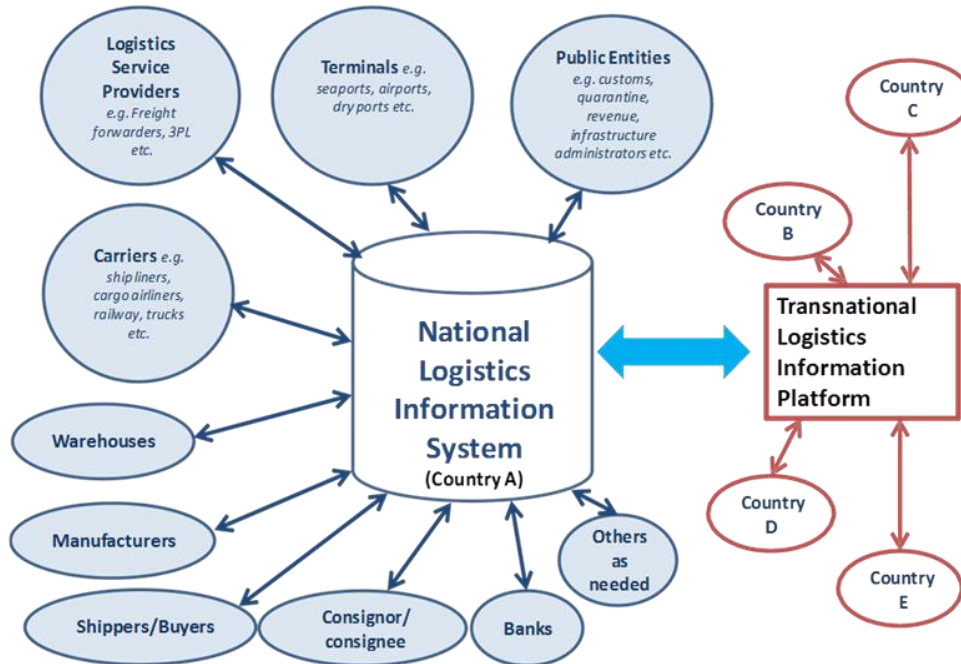 Logistics
Service
Providers
e.g. Freight
forwarders, 3PL
etc.
Terminals e.g.
seaports, airports,
dry ports etc.
Public Entities
e.g. customs,
quarantine,
revenue,
infrastructure
administrators etc.
Country
C
Country
B
Carriers e.g.
ship liners,
cargo airliners,
railway, trucks
etc.
National
Logistics
Information
System
(Country A)
Transnational
Logistics
Information
Platform
Warehouses
Manufacturers
Shippers/Buyers
Consignor/
consignee
Banks
Others
as
needed
Country
D
Country
E